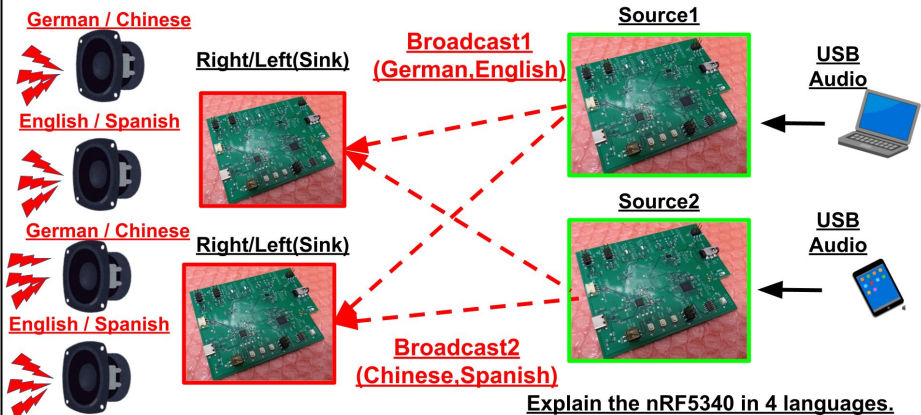 German / Chinese
English / Spanish
German / Chinese
English / Spanish
Right/Left(Sink)
Right/Left(Sink)
Broadcast1
(German,English)
Broadcast2
(Chinese,Spanish)
Source1
Source2
USB
Audio
USB
Audio
Explain the nRF5340 in 4 languages.